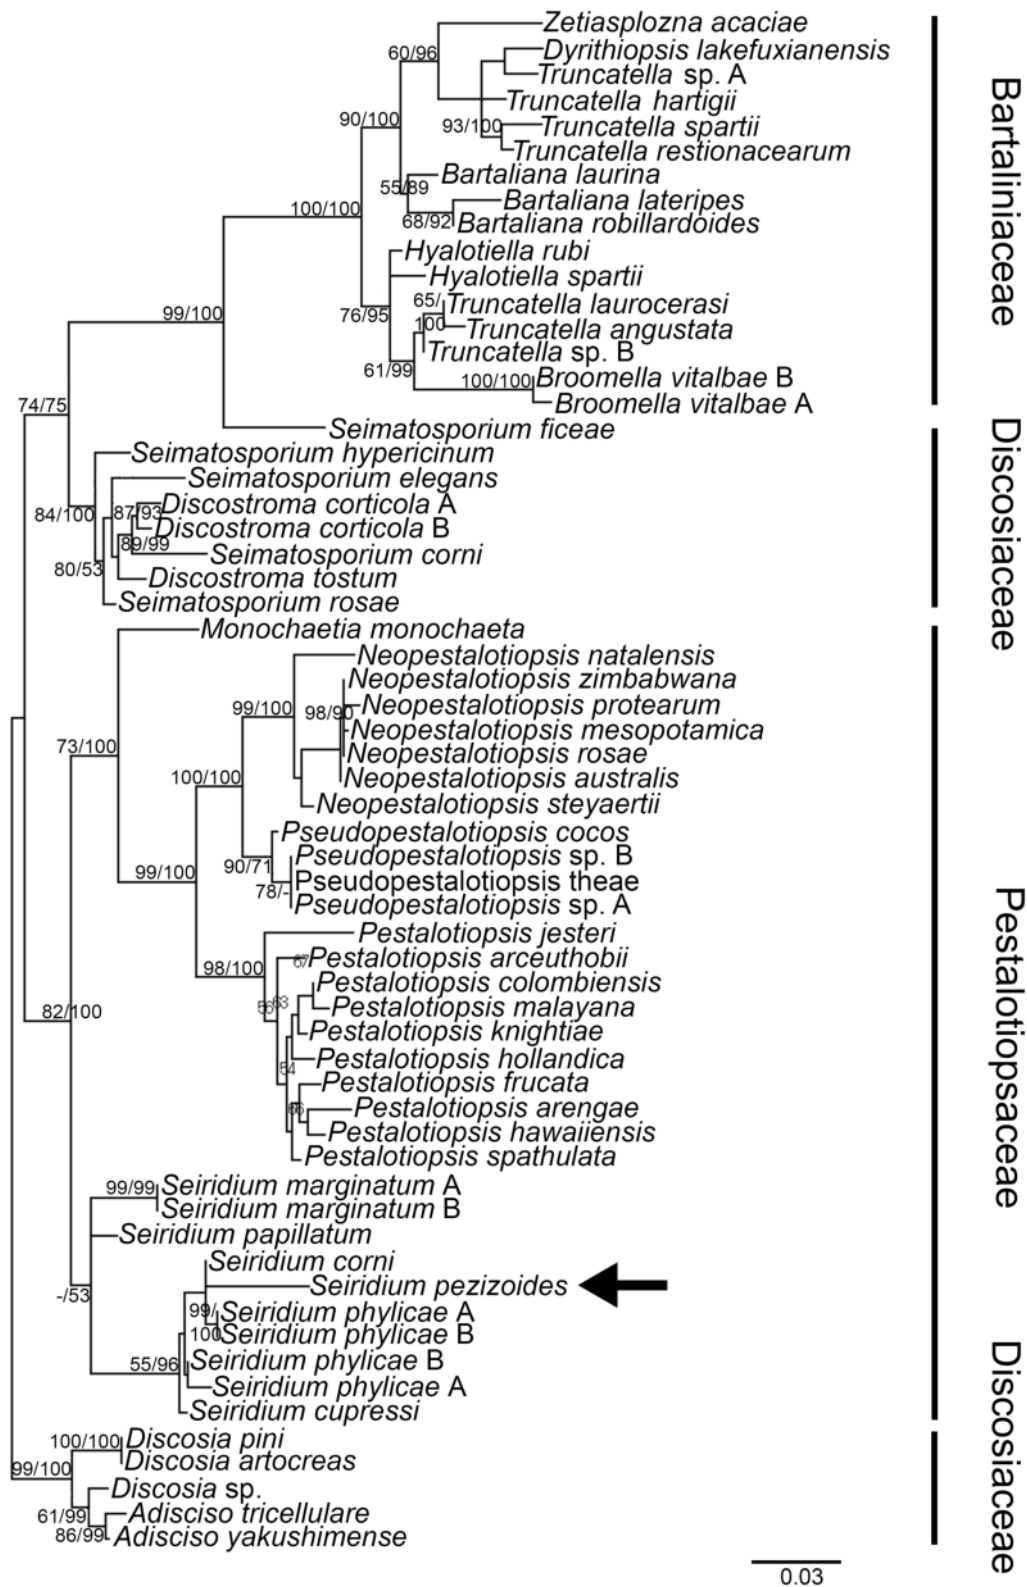 Zetiasplozna acaciae
60/96
Dyrithiopsis lakefuxianensis
Truncatella sp. A
Truncatella hartigii
90/100
93/100
Truncatella spartii
Truncatella restionacearum
Bartaliana laurina
55/89
Bartaliana lateripes
100/100
68/92
Bartaliana robillardoides
Hyalotiella rubi
Hyalotiella spartii
65/
100
Truncatella laurocerasi
99/100
76/95
Truncatella angustata
Truncatella sp. B
61/99
100/100
Broomella vitalbae B
Broomella vitalbae A
74/75
Seimatosporium ficeae
Seimatosporium hypericinum
Seimatosporium elegans
84/100
87/93
Discostroma corticola A
Discostroma corticola B
89/99
Seimatosporium corni
80/53
Discostroma tostum
Seimatosporium rosae
Monochaetia monochaeta
Neopestalotiopsis natalensis
Neopestalotiopsis zimbabwana
99/100
98/90
Neopestalotiopsis protearum
Neopestalotiopsis mesopotamica
73/100
Neopestalotiopsis rosae
100/100
Neopestalotiopsis australis
Neopestalotiopsis steyaertii
Pseudopestalotiopsis cocos
Pseudopestalotiopsis sp. B
99/100
90/71
Pseudopestalotiopsis theae
78/-
Pseudopestalotiopsis sp. A
Pestalotiopsis jesteri
98/100
67
Pestalotiopsis arceuthobii
Pestalotiopsis colombiensis
82/100
56
63
Pestalotiopsis malayana
Pestalotiopsis knightiae
Pestalotiopsis hollandica
54
Pestalotiopsis frucata
66
Pestalotiopsis arengae
Pestalotiopsis hawaiiensis
Pestalotiopsis spathulata
99/99
Seiridium marginatum A
Seiridium marginatum B
Seiridium papillatum
Seiridium corni
-/53
Seiridium pezizoides
99/
100
Seiridium phylicae A
Seiridium phylicae B
55/96
Seiridium phylicae B
Seiridium phylicae A
Seiridium cupressi
100/100
Discosia pini
Discosia artocreas
99/100
Discosia sp.
61/99
Adisciso tricellulare
86/99
Adisciso yakushimense
0.03
Bartaliniaceae
Discosiaceae
Pestalotiopsaceae
Discosiaceae